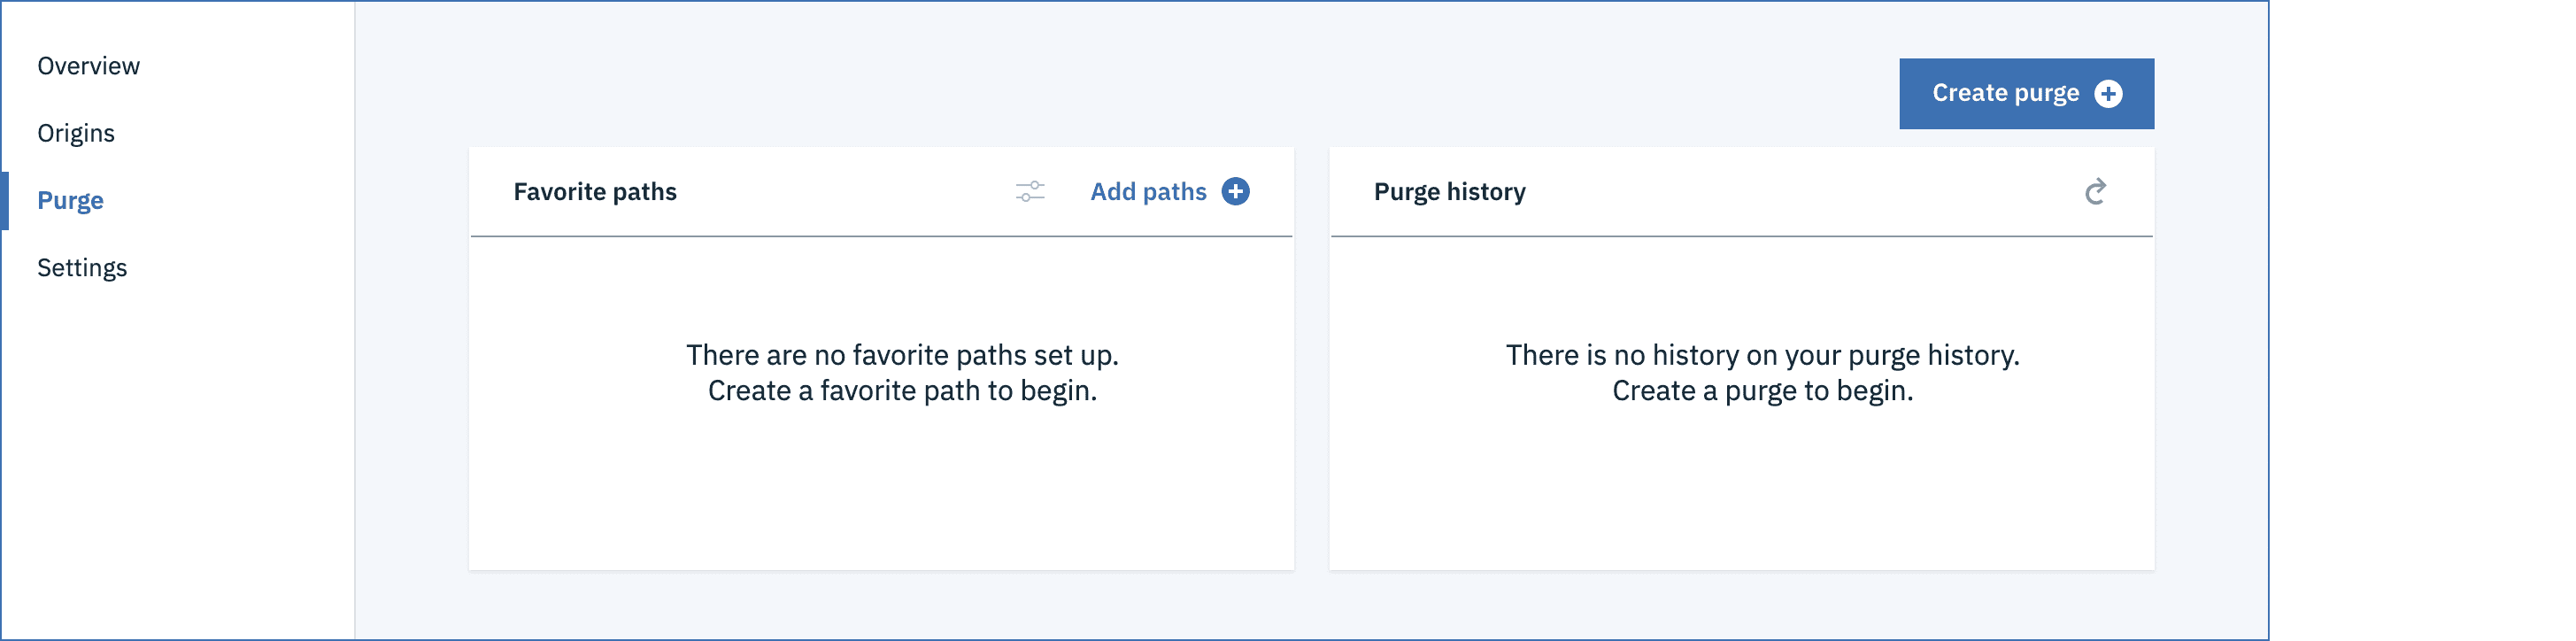 Overview
Origins
Purge
Settings
Create purge
Favorite paths
Add paths
There are no favorite paths set up.
Create a favorite path to begin.
Purge history
There is no history on your purge history.
Create a purge to begin.